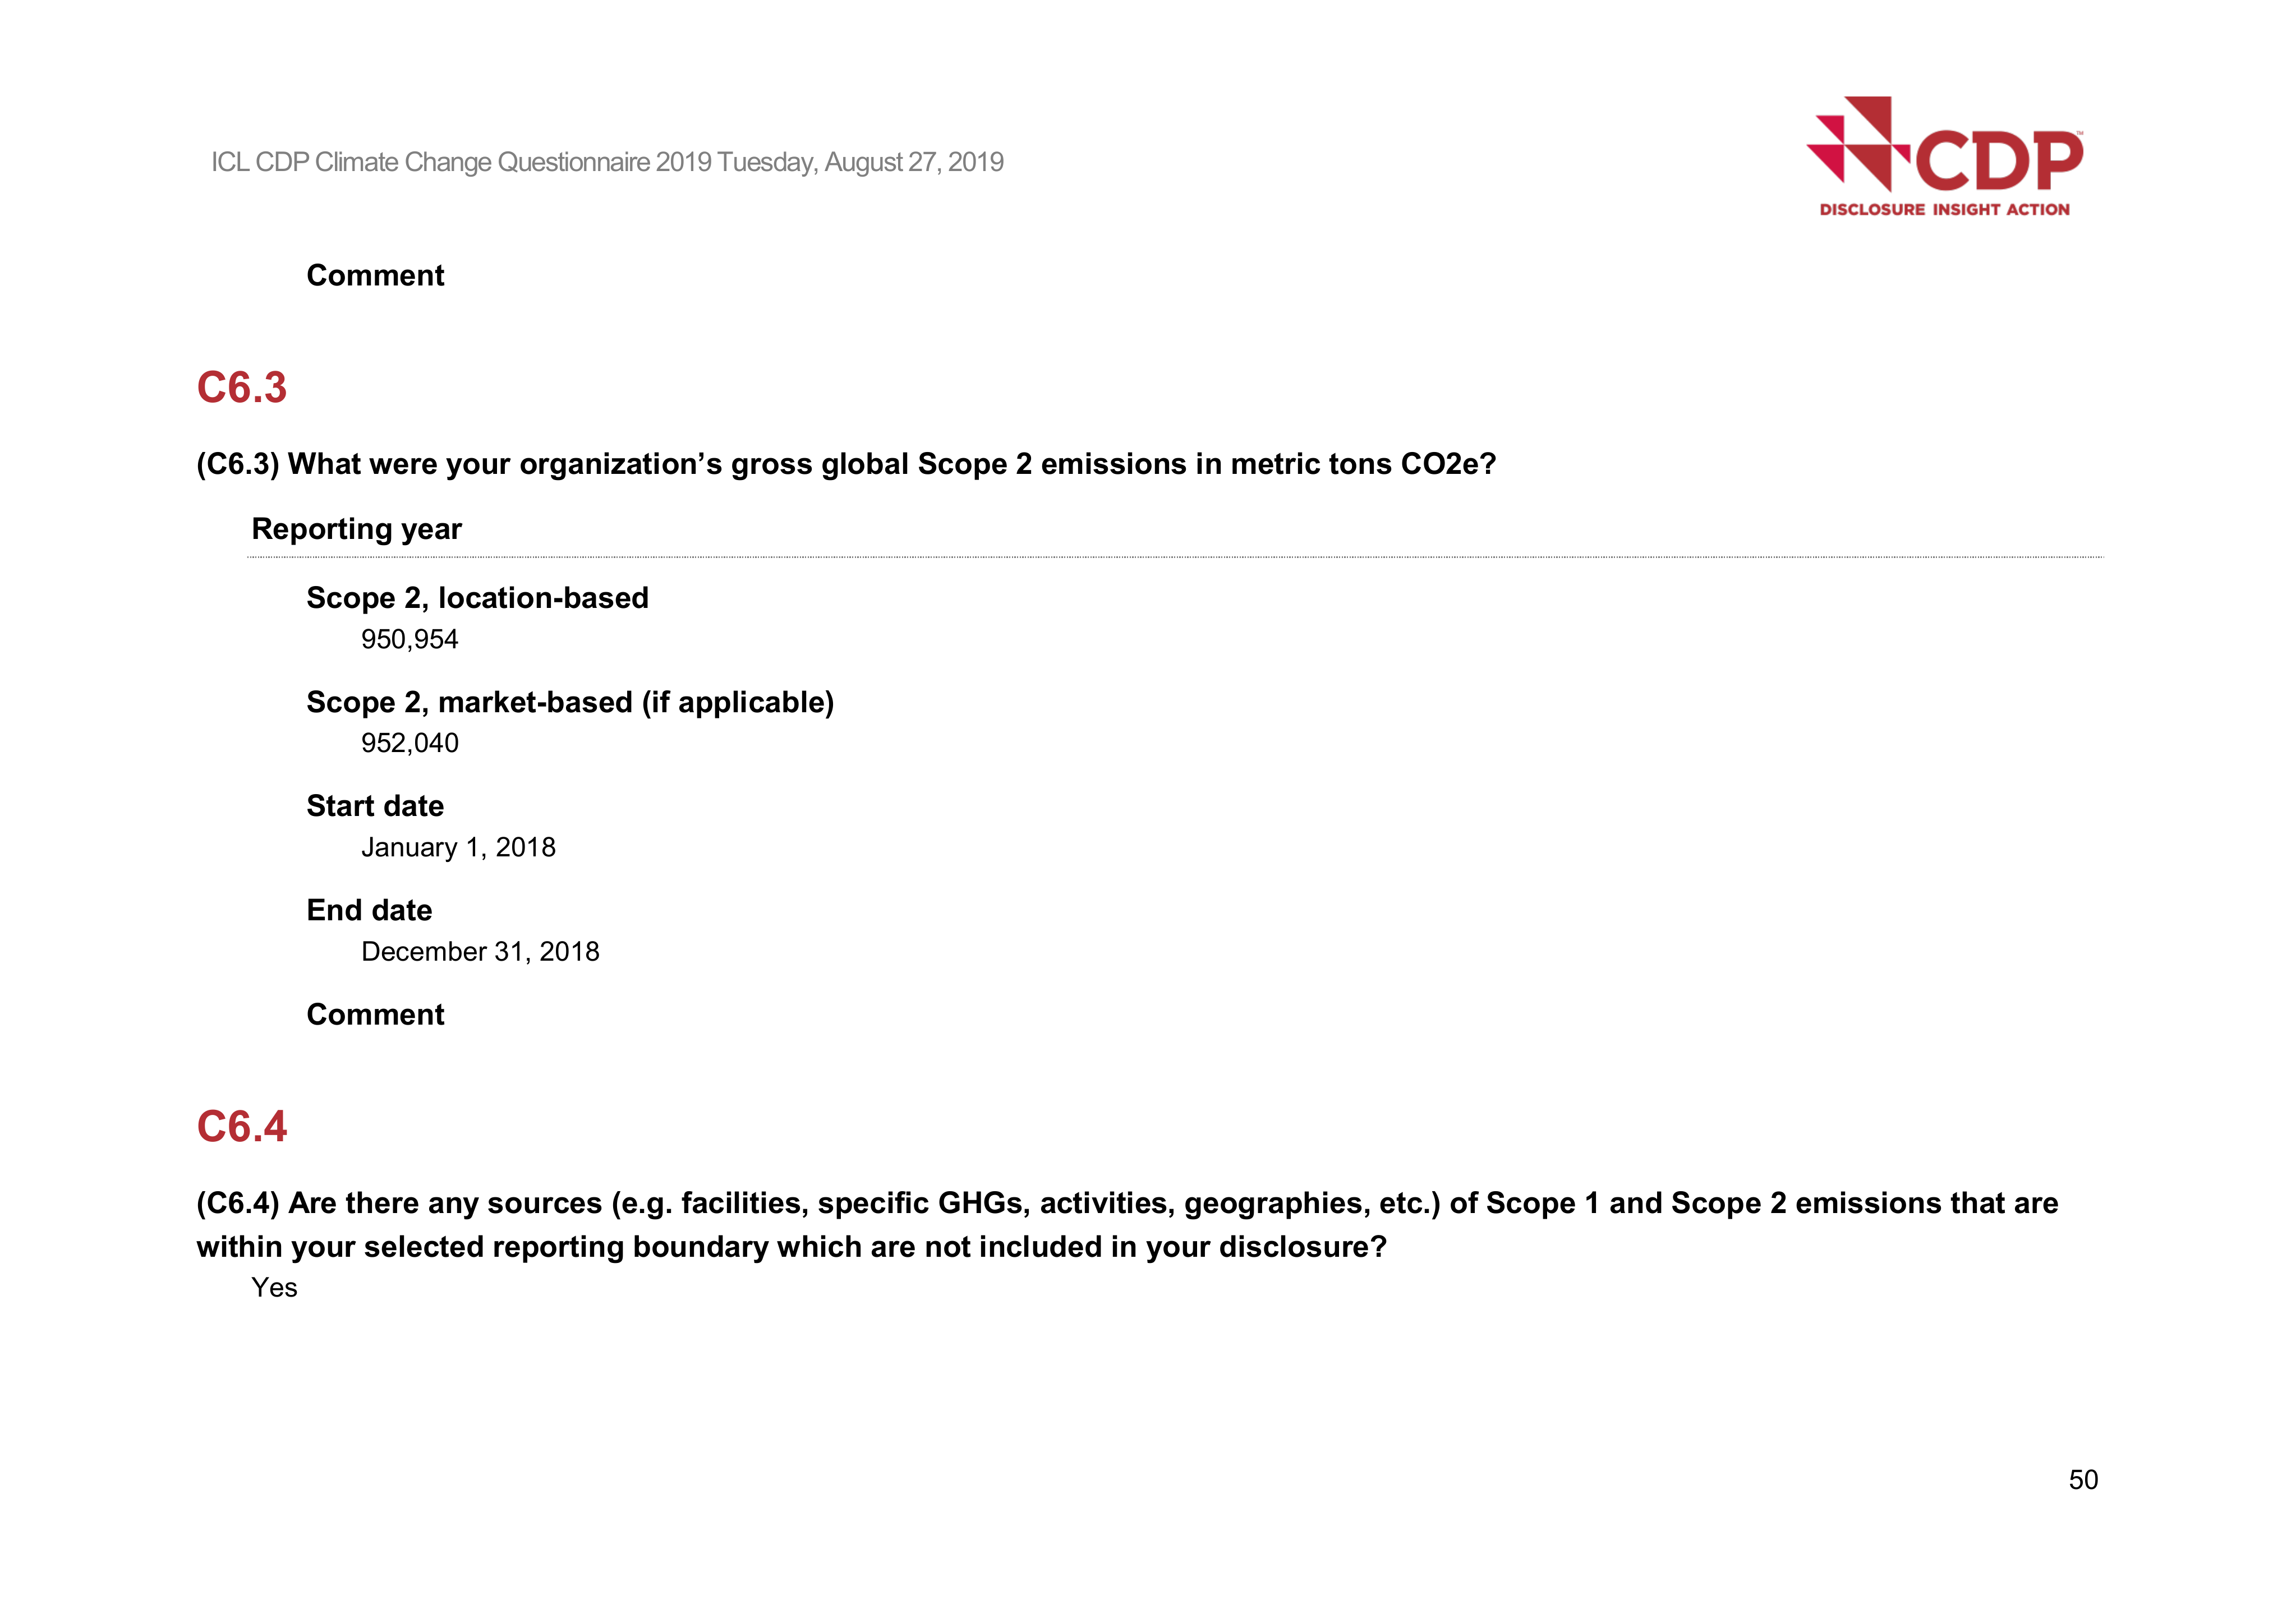 ICL CDP Climate Change Questionnaire 2019 Tuesday, August 27, 2019
CDP™
DISCLOSURE INSIGHT ACTION
Comment
C6.3
(C6.3) What were your organization’s gross global Scope 2 emissions in metric tons CO2e?
Reporting year
Scope 2, location-based
950,954
Scope 2, market-based (if applicable)
952,040
Start date
January 1, 2018
End date
December 31, 2018
Comment
C6.4
(C6.4) Are there any sources (e.g. facilities, specific GHGs, activities, geographies, etc.) of Scope 1 and Scope 2 emissions that are
within your selected reporting boundary which are not included in your disclosure?
Yes
50